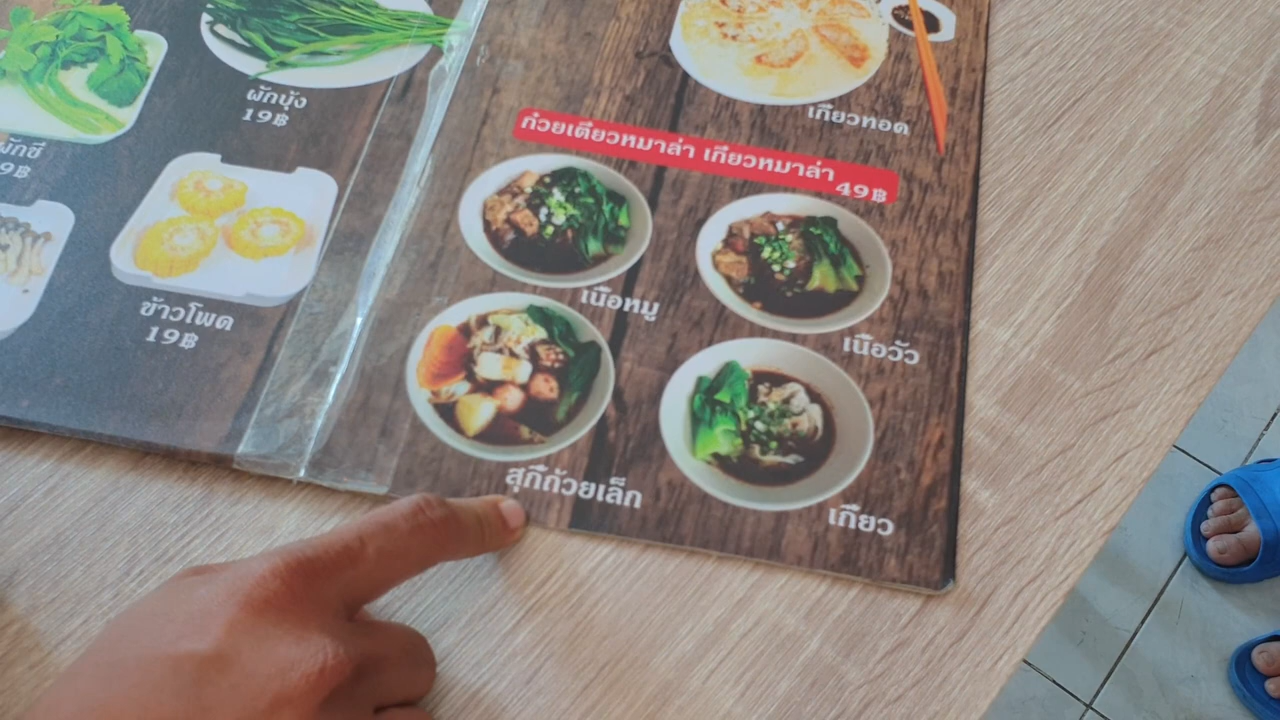 ผักบุ้ง
19฿
ผักชี
9฿
ข้าวโพด
19฿
เกี๊ยวทอด
ก๋วยเตี๋ยวหมาล่า เกี๊ยวหมาล่า
49฿
เนื้อหมู
เนื้อวัว
สุกี้ถ้วยเล็ก
เกี๊ยว